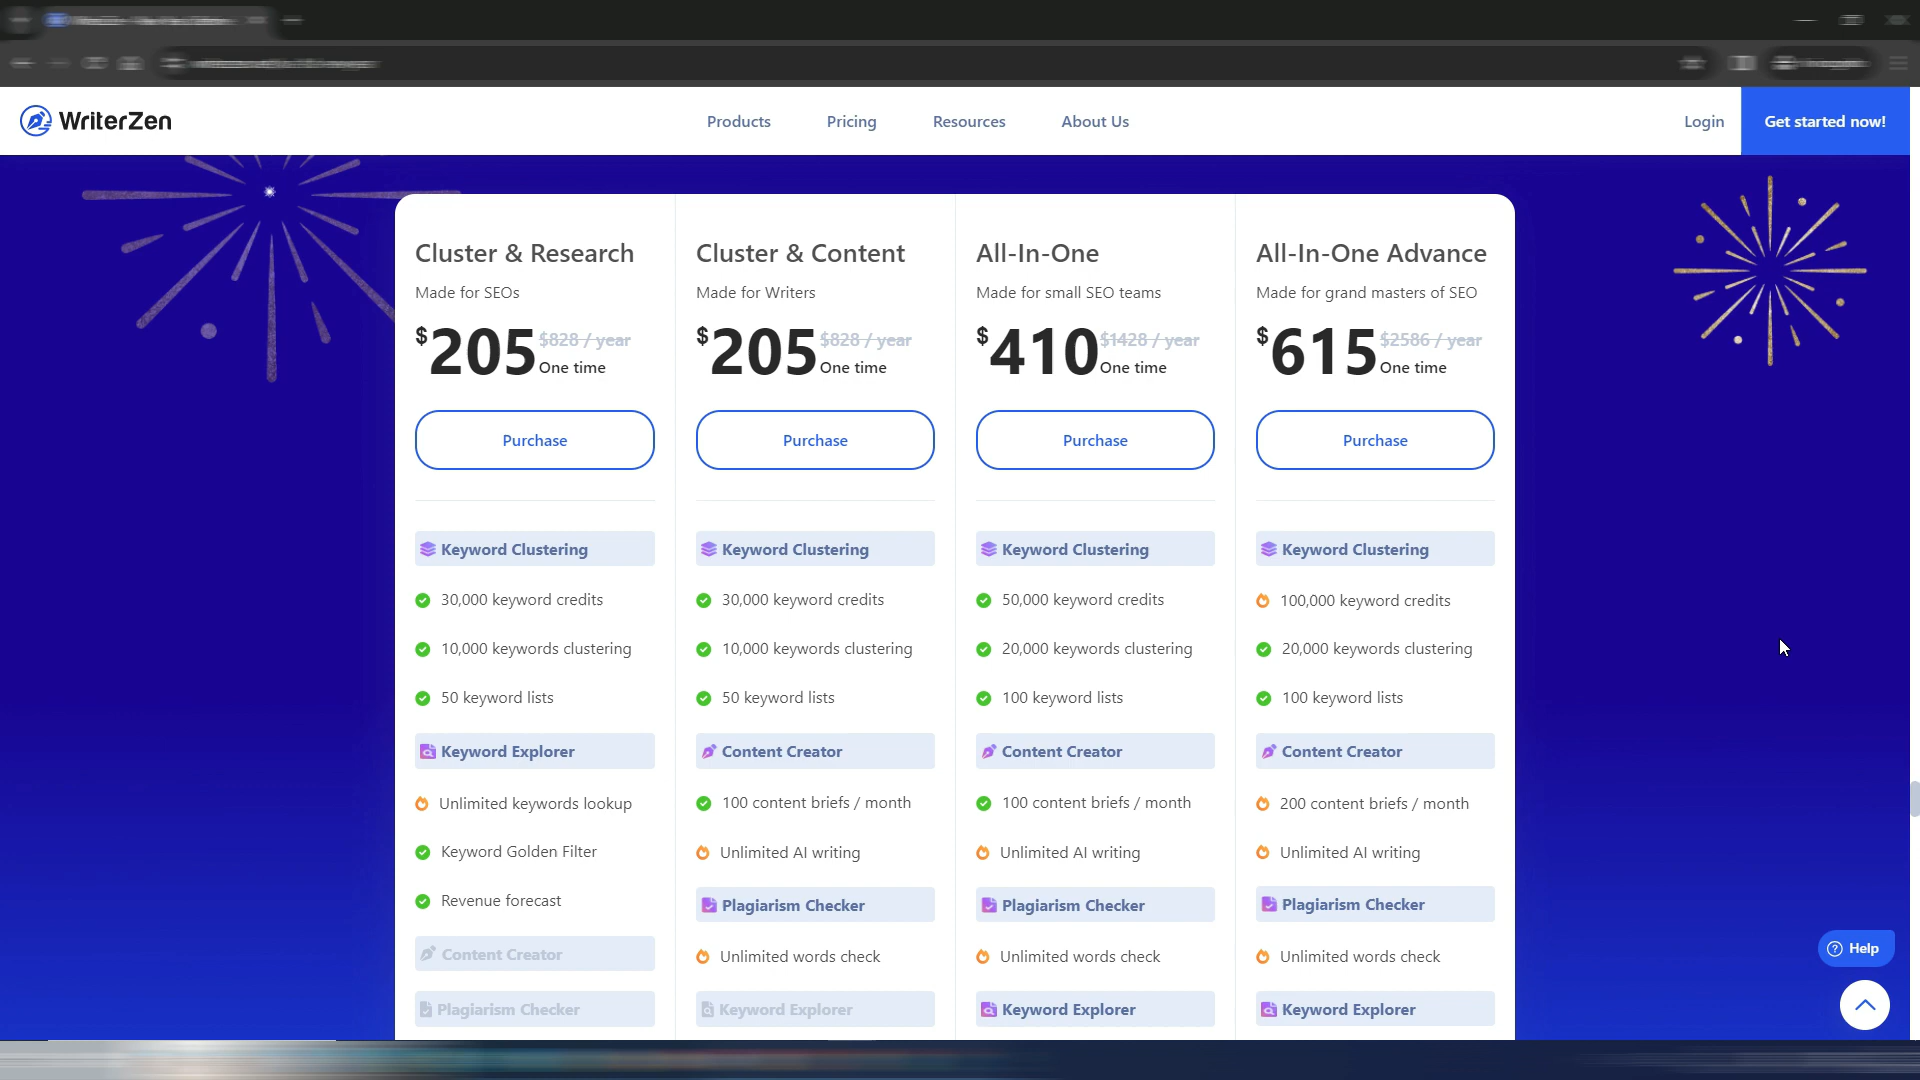 WriterZen
Products
Pricing
Resources
About Us
Login
Get started now!
Cluster & Research
Made for SEOs
$205
$828 / year
One time
Purchase
Keyword Clustering
30,000 keyword credits
10,000 keywords clustering
50 keyword lists
Keyword Explorer
Unlimited keywords lookup
Keyword Golden Filter
Revenue forecast
Content Creator
Plagiarism Checker
Cluster & Content
Made for Writers
$205
$828 / year
One time
Purchase
Keyword Clustering
30,000 keyword credits
10,000 keywords clustering
50 keyword lists
Content Creator
100 content briefs / month
Unlimited AI writing
Plagiarism Checker
Unlimited words check
Keyword Explorer
All-In-One
Made for small SEO teams
$410
$1428 / year
One time
Purchase
Keyword Clustering
50,000 keyword credits
20,000 keywords clustering
100 keyword lists
Content Creator
100 content briefs / month
Unlimited AI writing
Plagiarism Checker
Unlimited words check
Keyword Explorer
All-In-One Advance
Made for grand masters of SEO
$615
$2586 / year
One time
Purchase
Keyword Clustering
100,000 keyword credits
20,000 keywords clustering
100 keyword lists
Content Creator
200 content briefs / month
Unlimited AI writing
Plagiarism Checker
Unlimited words check
Keyword Explorer
Help